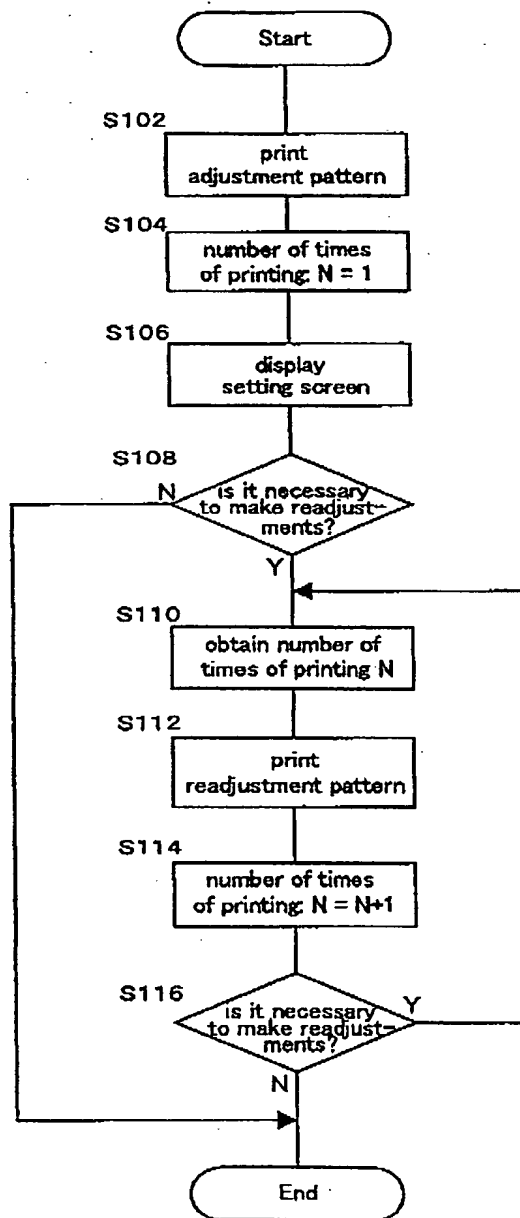 Start
S102
print
adjustment pattern
S104
number of times
of printing: N = 1
S106
display
setting screen
S108
N
is it necessary
to make readjust-
ments?
Y
S110
obtain number of
times of printing N
S112
print
readjustment pattern
S114
number of times
of printing: N = N+1
S116
Y
is it necessary
to make readjust-
ments?
N
End